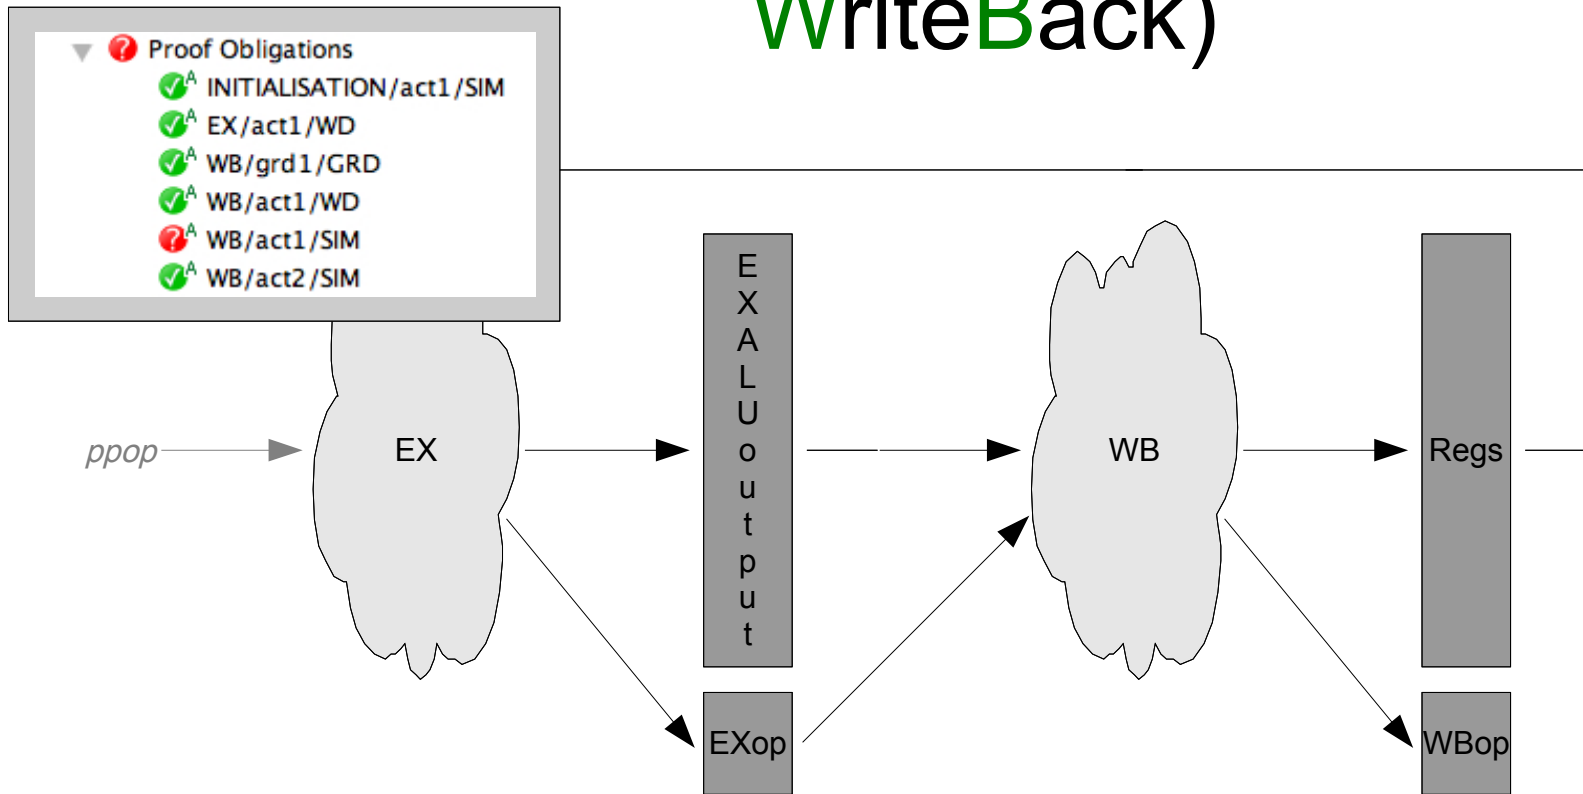 WriteBack)
Proof Obligations
INITIALISATION/act1/SIM
EX/act1/WD
WB/grd1/GRD
WB/act1/WD
WB/act1/SIM
WB/act2/SIM
ppop
EX
EXALUoutput
WB
Regs
EXop
WBop